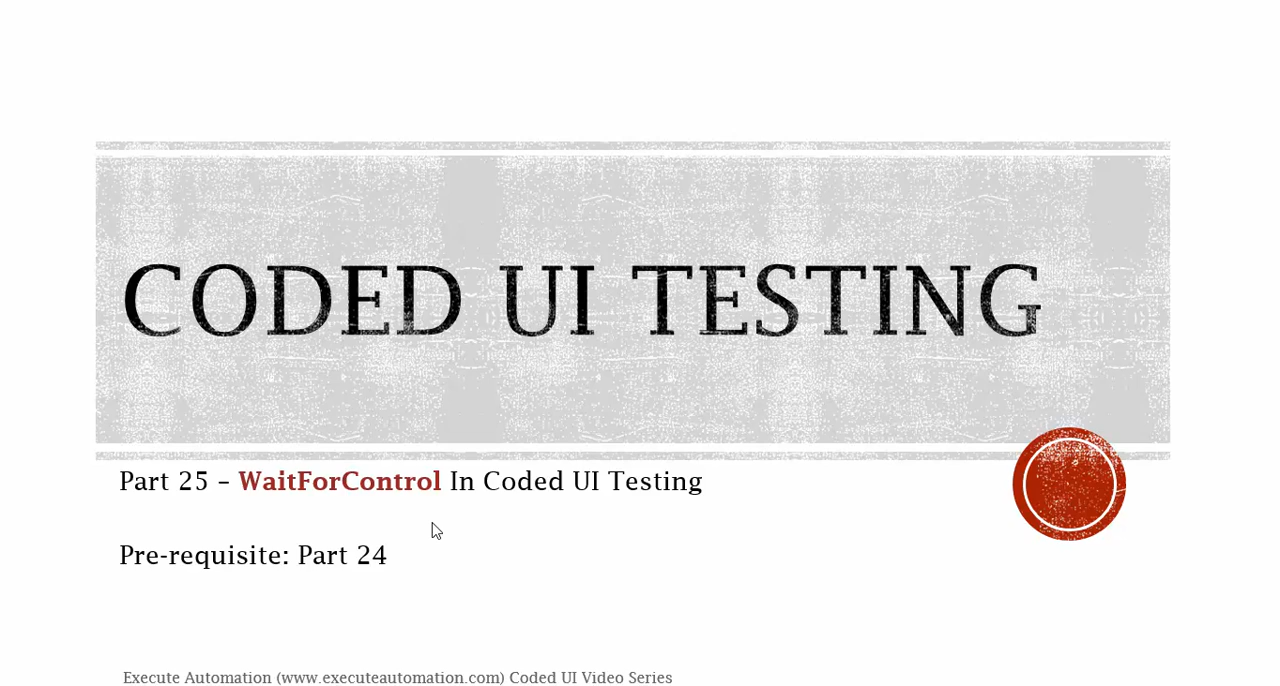 CODED UI TESTING
Part 25 – WaitForControl In Coded UI Testing
Pre-requisite: Part 24
Execute Automation (www.executeautomation.com) Coded UI Video Series